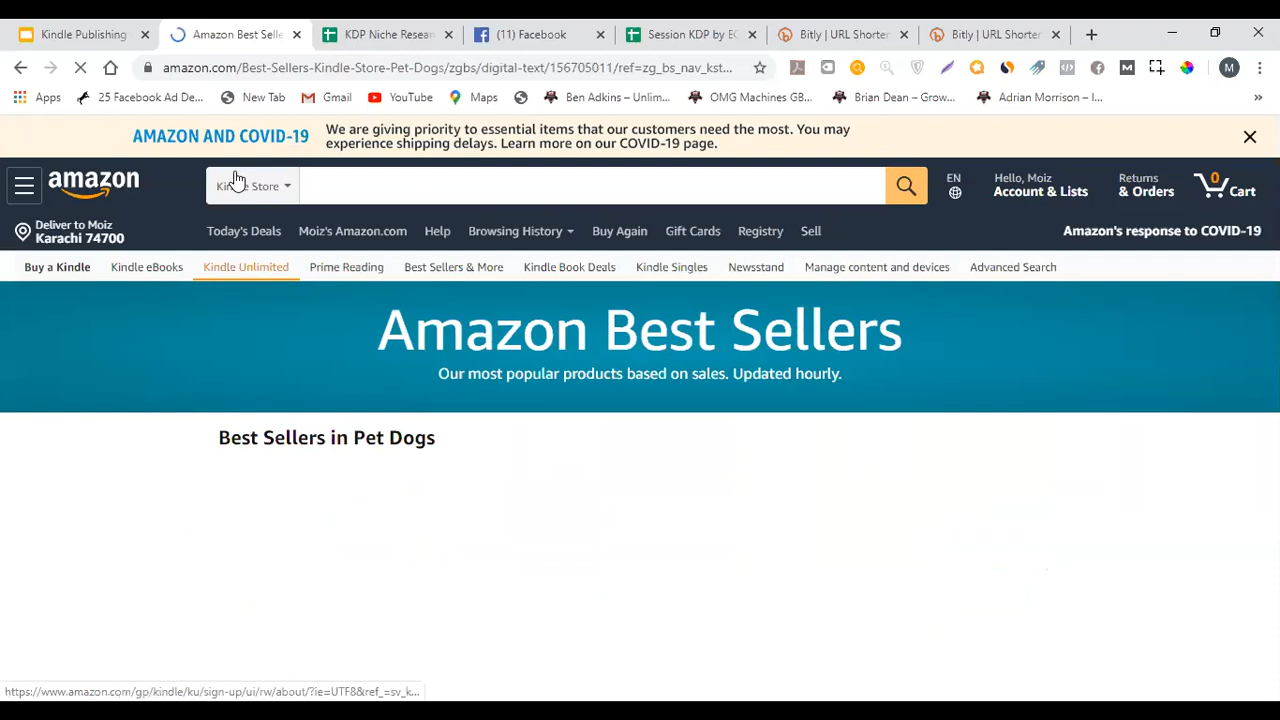 Kindle Publishing
Amazon Best Selle
KDP Niche Resear
(11) Facebook
Session KDP by EC
Bitly | URL Shorter
Bitly | URL Shorter
amazon.com/Best-Sellers-Kindle-Store-Pet-Dogs/zgbs/digital-text/156705011/ref=zg_bs_nav_kst...
Apps
25 Facebook Ad De...
New Tab
Gmail
YouTube
Maps
Ben Adkins – Unlim...
OMG Machines GB...
Brian Dean – Grow...
Adrian Morrison – I...
AMAZON AND COVID-19
We are giving priority to essential items that our customers need the most. You may
experience shipping delays. Learn more on our COVID-19 page.
amazon
Kindle Store
EN
Hello, Moiz
Account & Lists
Returns
& Orders
0
Cart
Deliver to Moiz
Karachi 74700
Today's Deals
Moiz's Amazon.com
Help
Browsing History
Buy Again
Gift Cards
Registry
Sell
Amazon's response to COVID-19
Buy a Kindle
Kindle eBooks
Kindle Unlimited
Prime Reading
Best Sellers & More
Kindle Book Deals
Kindle Singles
Newsstand
Manage content and devices
Advanced Search
Amazon Best Sellers
Our most popular products based on sales. Updated hourly.
Best Sellers in Pet Dogs
https://www.amazon.com/gp/kindle/ku/sign-up/ui/rw/about/?ie=UTF8&ref_=sv_k...